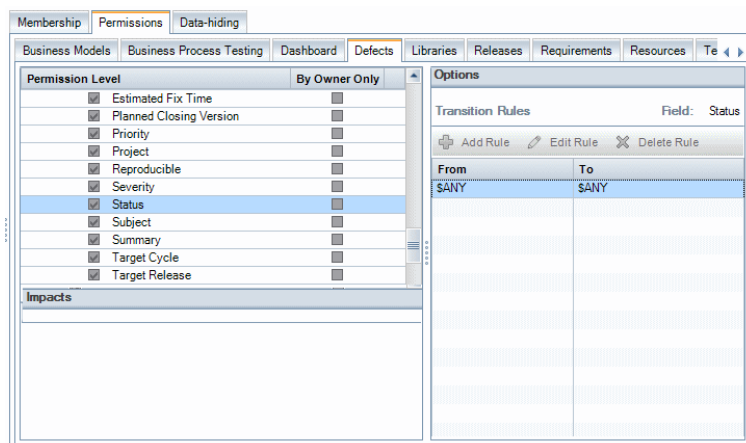 Membership Permissions Data-hiding
Business Models Business Process Testing Dashboard Defects Libraries Releases Requirements Resources Te
Permission Level By Owner Only
Estimated Fix Time
Planned Closing Version
Priority
Project
Reproducible
Severity
Status
Subject
Summary
Target Cycle
Target Release
Impacts
Options
Transition Rules Field: Status
Add Rule Edit Rule Delete Rule
From To
$ANY $ANY